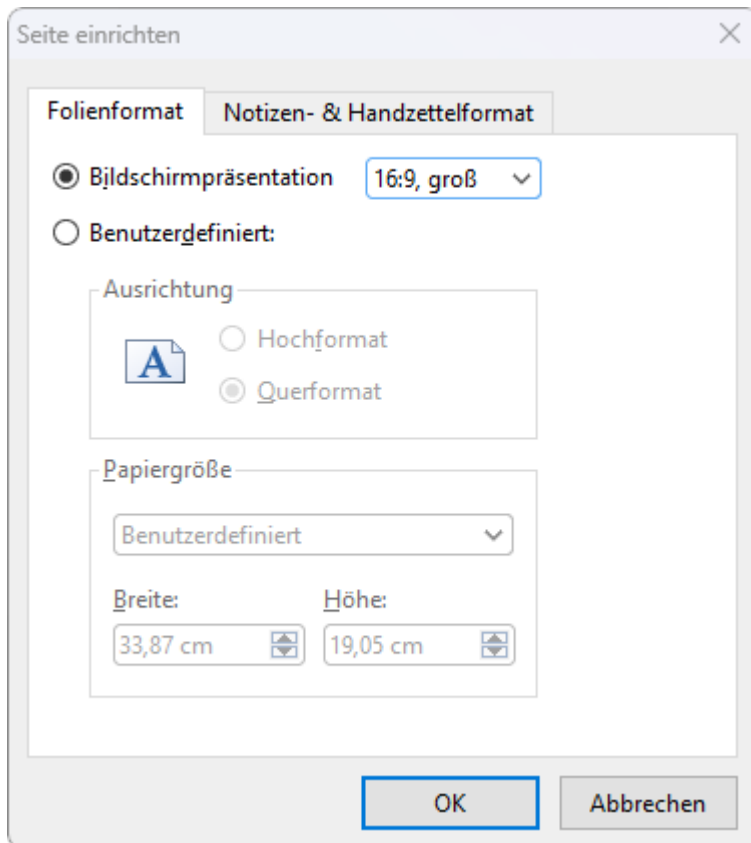 Seite einrichten
Folienformat
Notizen- & Handzettelformat
Bildschirmpräsentation
16:9, groß
Benutzerdefiniert:
Ausrichtung
A
Hochformat
Querformat
Papiergröße
Benutzerdefiniert
Breite:
Höhe:
33,87 cm
19,05 cm
OK
Abbrechen